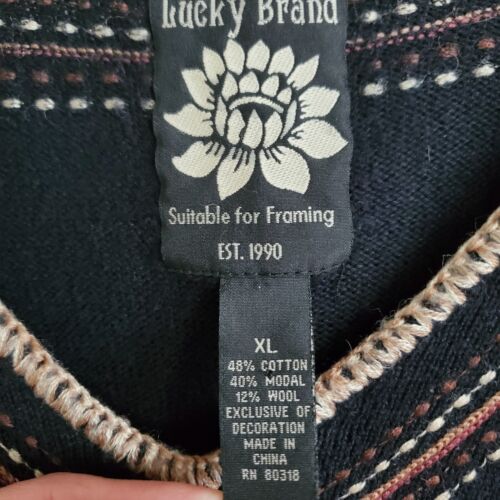 Lucky Brand
Suitable for Framing
EST. 1990
XL
48% COTTON
40% MODAL
12% WOOL
EXCLUSIVE OF
DECORATION
MADE IN
CHINA
RN 80318